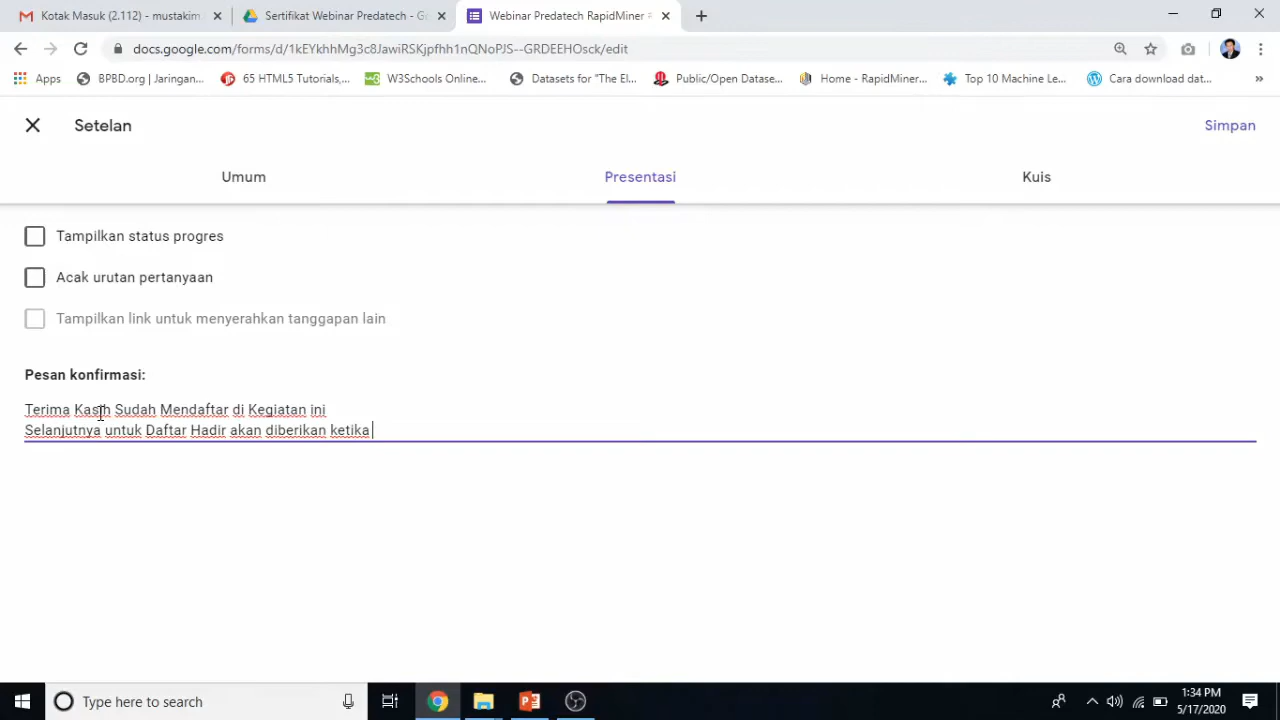 Kotak Masuk (2.112) - mustakim
Sertifikat Webinar Predatech - Go
Webinar Predatech RapidMiner
docs.google.com/forms/d/1kEYkhhMg3c8JawiRSKjpfhh1nQNoPJS--GRDEEHOsck/edit
Apps
BPBD.org | Jaringan...
65 HTML5 Tutorials,...
W3Schools Online...
Datasets for "The El...
Public/Open Datase...
Home - RapidMiner...
Top 10 Machine Le...
Cara download dat...
Setelan
Simpan
Umum
Presentasi
Kuis
Tampilkan status progres
Acak urutan pertanyaan
Tampilkan link untuk menyerahkan tanggapan lain
Pesan konfirmasi:
Terima Kasih Sudah Mendaftar di Kegiatan ini
Selanjutnya untuk Daftar Hadir akan diberikan ketika
Type here to search
1:34 PM
5/17/2020